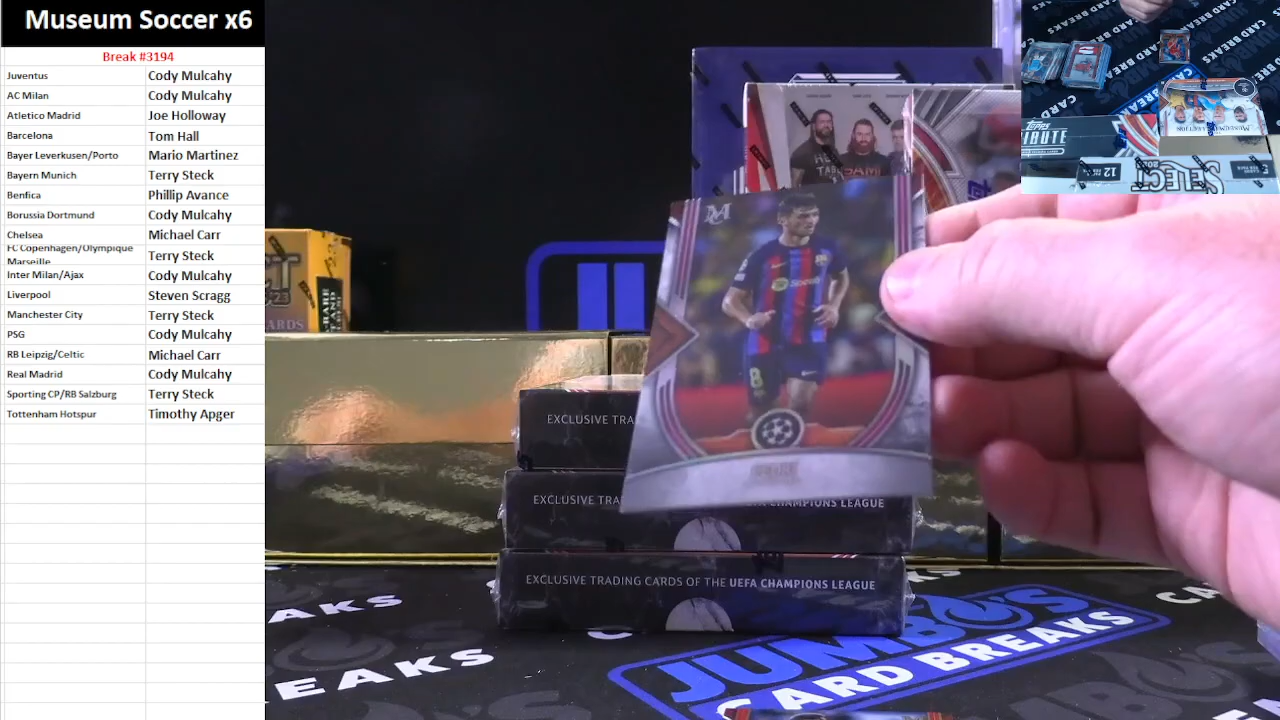 Museum Soccer x6
Break #3194
Juventus Cody Mulcahy
AC Milan Cody Mulcahy
Atletico Madrid Joe Holloway
Barcelona Tom Hall
Bayer Leverkusen/Porto Mario Martinez
Bayern Munich Terry Steck
Benfica Phillip Avance
Borussia Dortmund Cody Mulcahy
Chelsea Michael Carr
FC Copenhagen/Olympique
Marseille Terry Steck
Inter Milan/Ajax Cody Mulcahy
Liverpool Steven Scragg
Manchester City Terry Steck
PSG Cody Mulcahy
RB Leipzig/Celtic Michael Carr
Real Madrid Cody Mulcahy
Sporting CP/RB Salzburg Terry Steck
Tottenham Hotspur Timothy Apger
CARD BREAKS
topps
TRIBUTE
SELECT
12
M
8
EXCLUSIVE TRA
EXCLUSIVE TRA CHAMPIONS LEAGUE
EXCLUSIVE TRADING CARDS OF THE UEFA CHAMPIONS LEAGUE
JUMBO'S
CARD BREAKS
EAKS
BREAKS